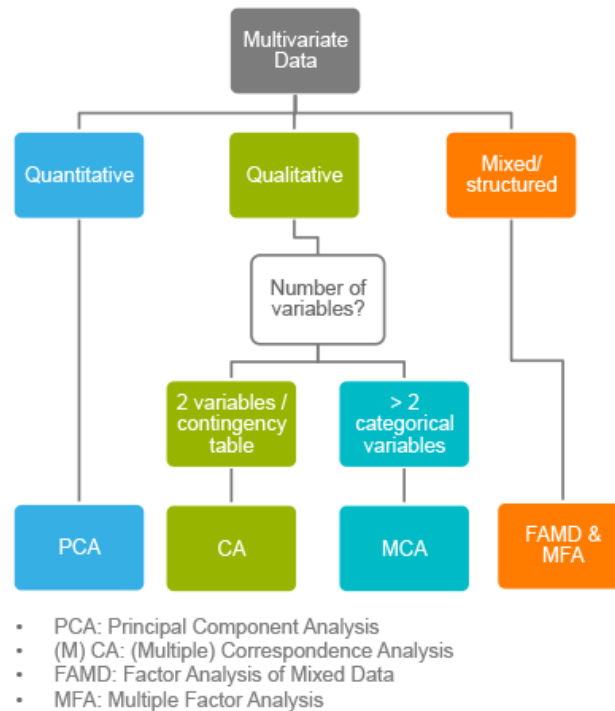 Multivariate
Data
Quantitative
Qualitative
Mixed/
structured
Number of
variables?
2 variables /
contingency
table
> 2
categorical
variables
PCA
CA
MCA
FAMD &
MFA
• PCA: Principal Component Analysis
• (M) CA: (Multiple) Correspondence Analysis
• FAMD: Factor Analysis of Mixed Data
• MFA: Multiple Factor Analysis